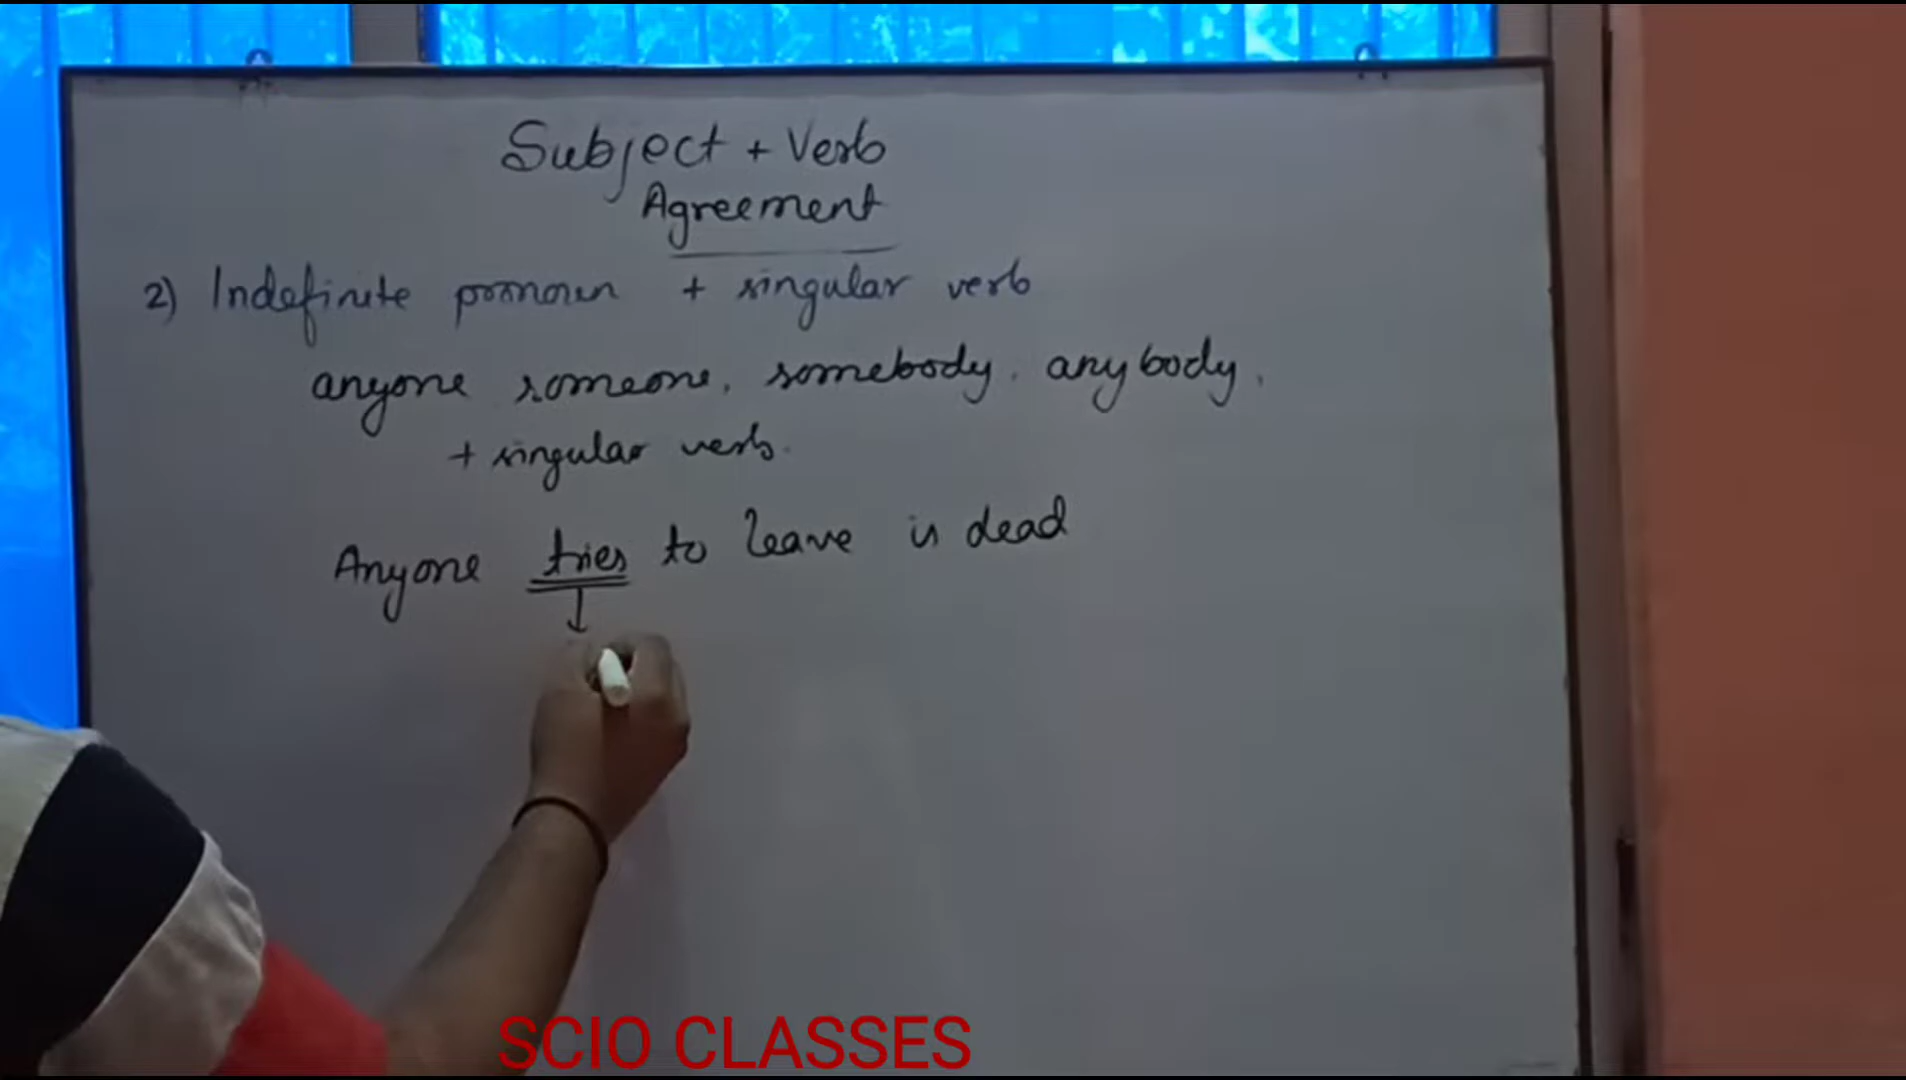 Subject + Verb
Agreement
2) Indefinite pronoun + singular verb
anyone someone, somebody, anybody,
+ singular verb.
Anyone tries to leave is dead
SCIO CLASSES